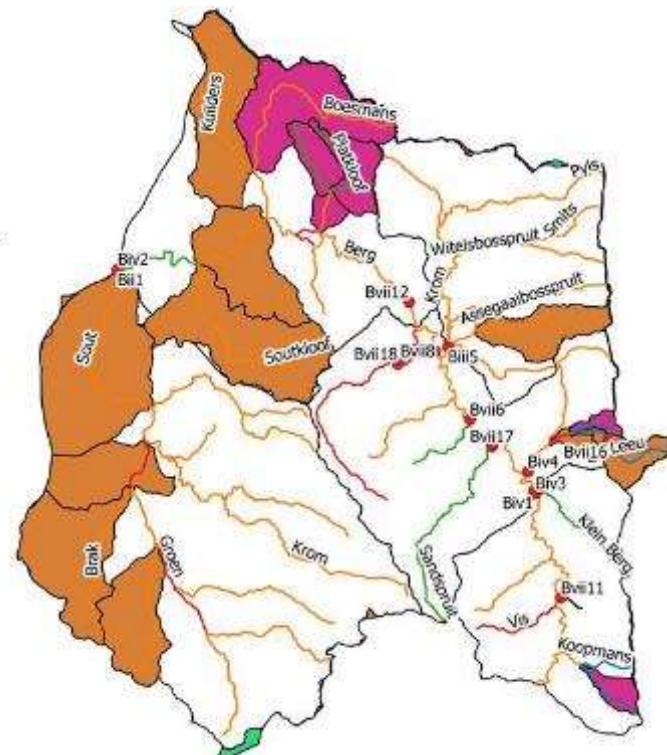 Kuilders
Boesmans
Platkloof
Pyls
Berg
Witelsbosspruit
Smits
Krom
Biv2
Bii1
Bvii12
Assegaaibosspruit
Sout
Soutkloof
Bvii18
Bvii8
Biii5
Bvii6
Bvii17
Bvii16
Leeu
Biv4
Biv3
Biv1
Klein Berg
Brak
Groen
Krom
Sandspruit
Bvii11
Vis
Koopmans